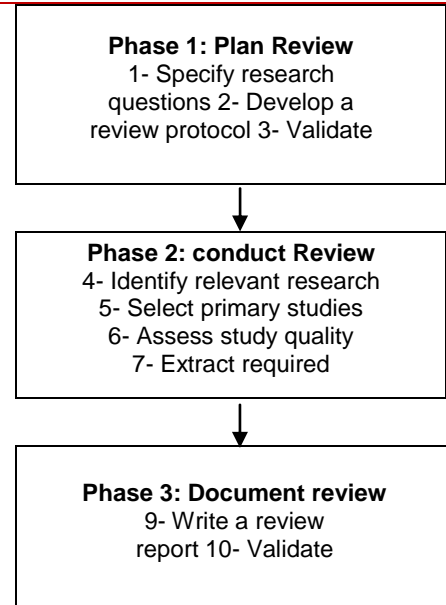 Phase 1: Plan Review
1- Specify research
questions 2- Develop a
review protocol 3- Validate
Phase 2: conduct Review
4- Identify relevant research
5- Select primary studies
6- Assess study quality
7- Extract required
Phase 3: Document review
9- Write a review
report 10- Validate